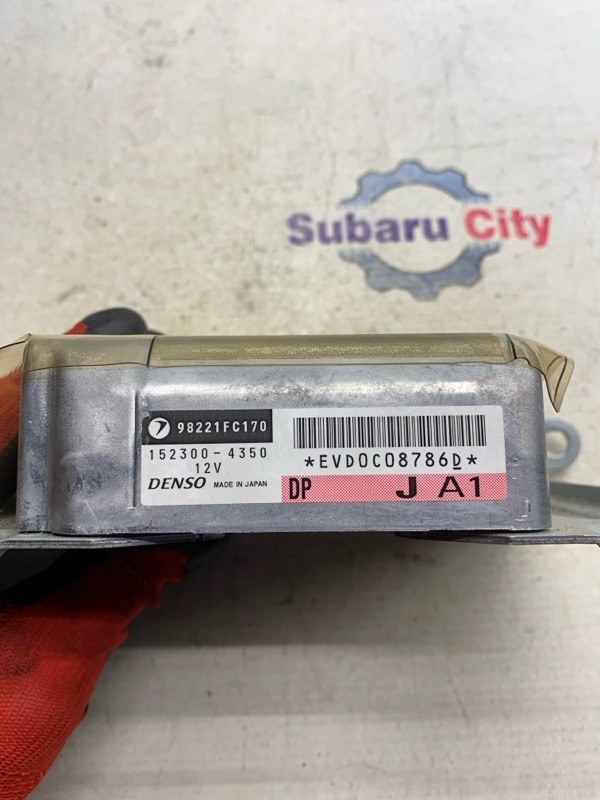 Subaru City
98221FC170
152300-4350
12V
DENSO MADE IN JAPAN
*EVD0C08786D*
DP J A1